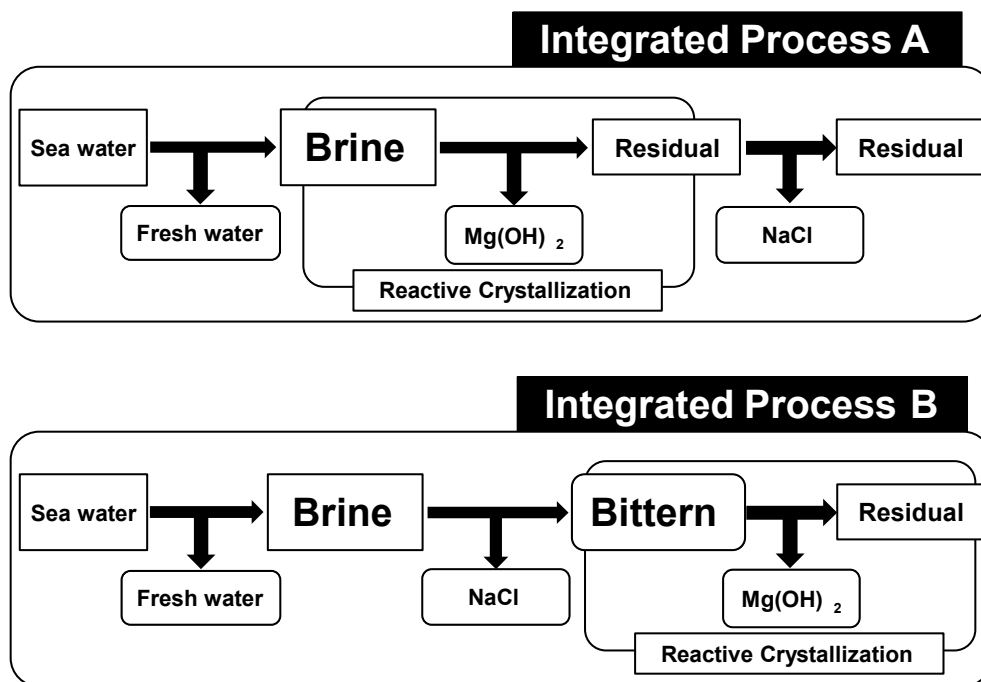 Integrated Process A
Sea water
Brine
Residual
Residual
Fresh water
Mg(OH) 2
NaCl
Reactive Crystallization
Integrated Process B
Sea water
Brine
Bittern
Residual
Fresh water
NaCl
Mg(OH) 2
Reactive Crystallization